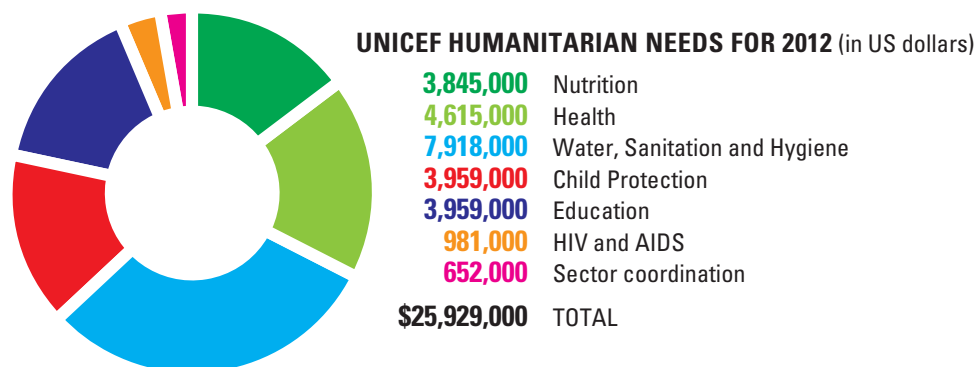 UNICEF HUMANITARIAN NEEDS FOR 2012 (in US dollars)
3,845,000 Nutrition
4,615,000 Health
7,918,000 Water, Sanitation and Hygiene
3,959,000 Child Protection
3,959,000 Education
981,000 HIV and AIDS
652,000 Sector coordination
$25,929,000 TOTAL